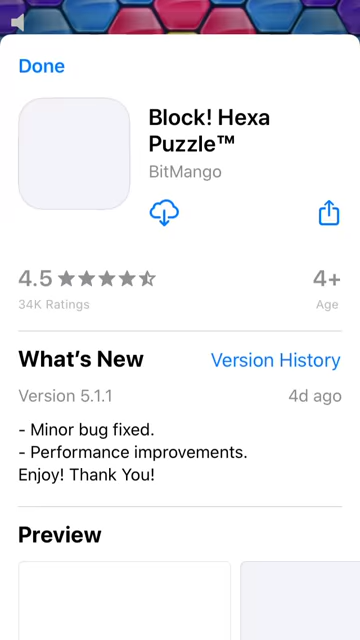 Done
Block! Hexa
Puzzle™
BitMango
4.5
4+
34K Ratings
Age
What's New
Version History
Version 5.1.1
4d ago
- Minor bug fixed.
- Performance improvements.
Enjoy! Thank You!
Preview